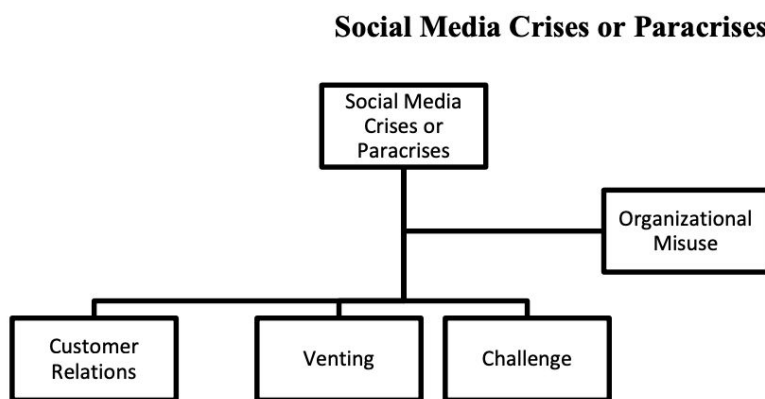 Social Media Crises or Paracrises
Social Media
Crises or
Paracrises
Organizational
Misuse
Customer
Relations
Venting
Challenge